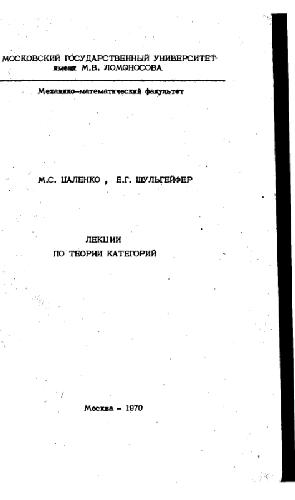 МОСКОВСКИЙ ГОСУДАРСТВЕННЫЙ УНИВЕРСИТЕТ
имени М.В. ЛОМОНОСОВА
Механико-математический факультет
М.С. ЦАЛЕНКО , Е.Г. ШУЛЬГЕЙФЕР
ЛЕКЦИИ
ПО ТЕОРИИ КАТЕГОРИЙ
Москва - 1970